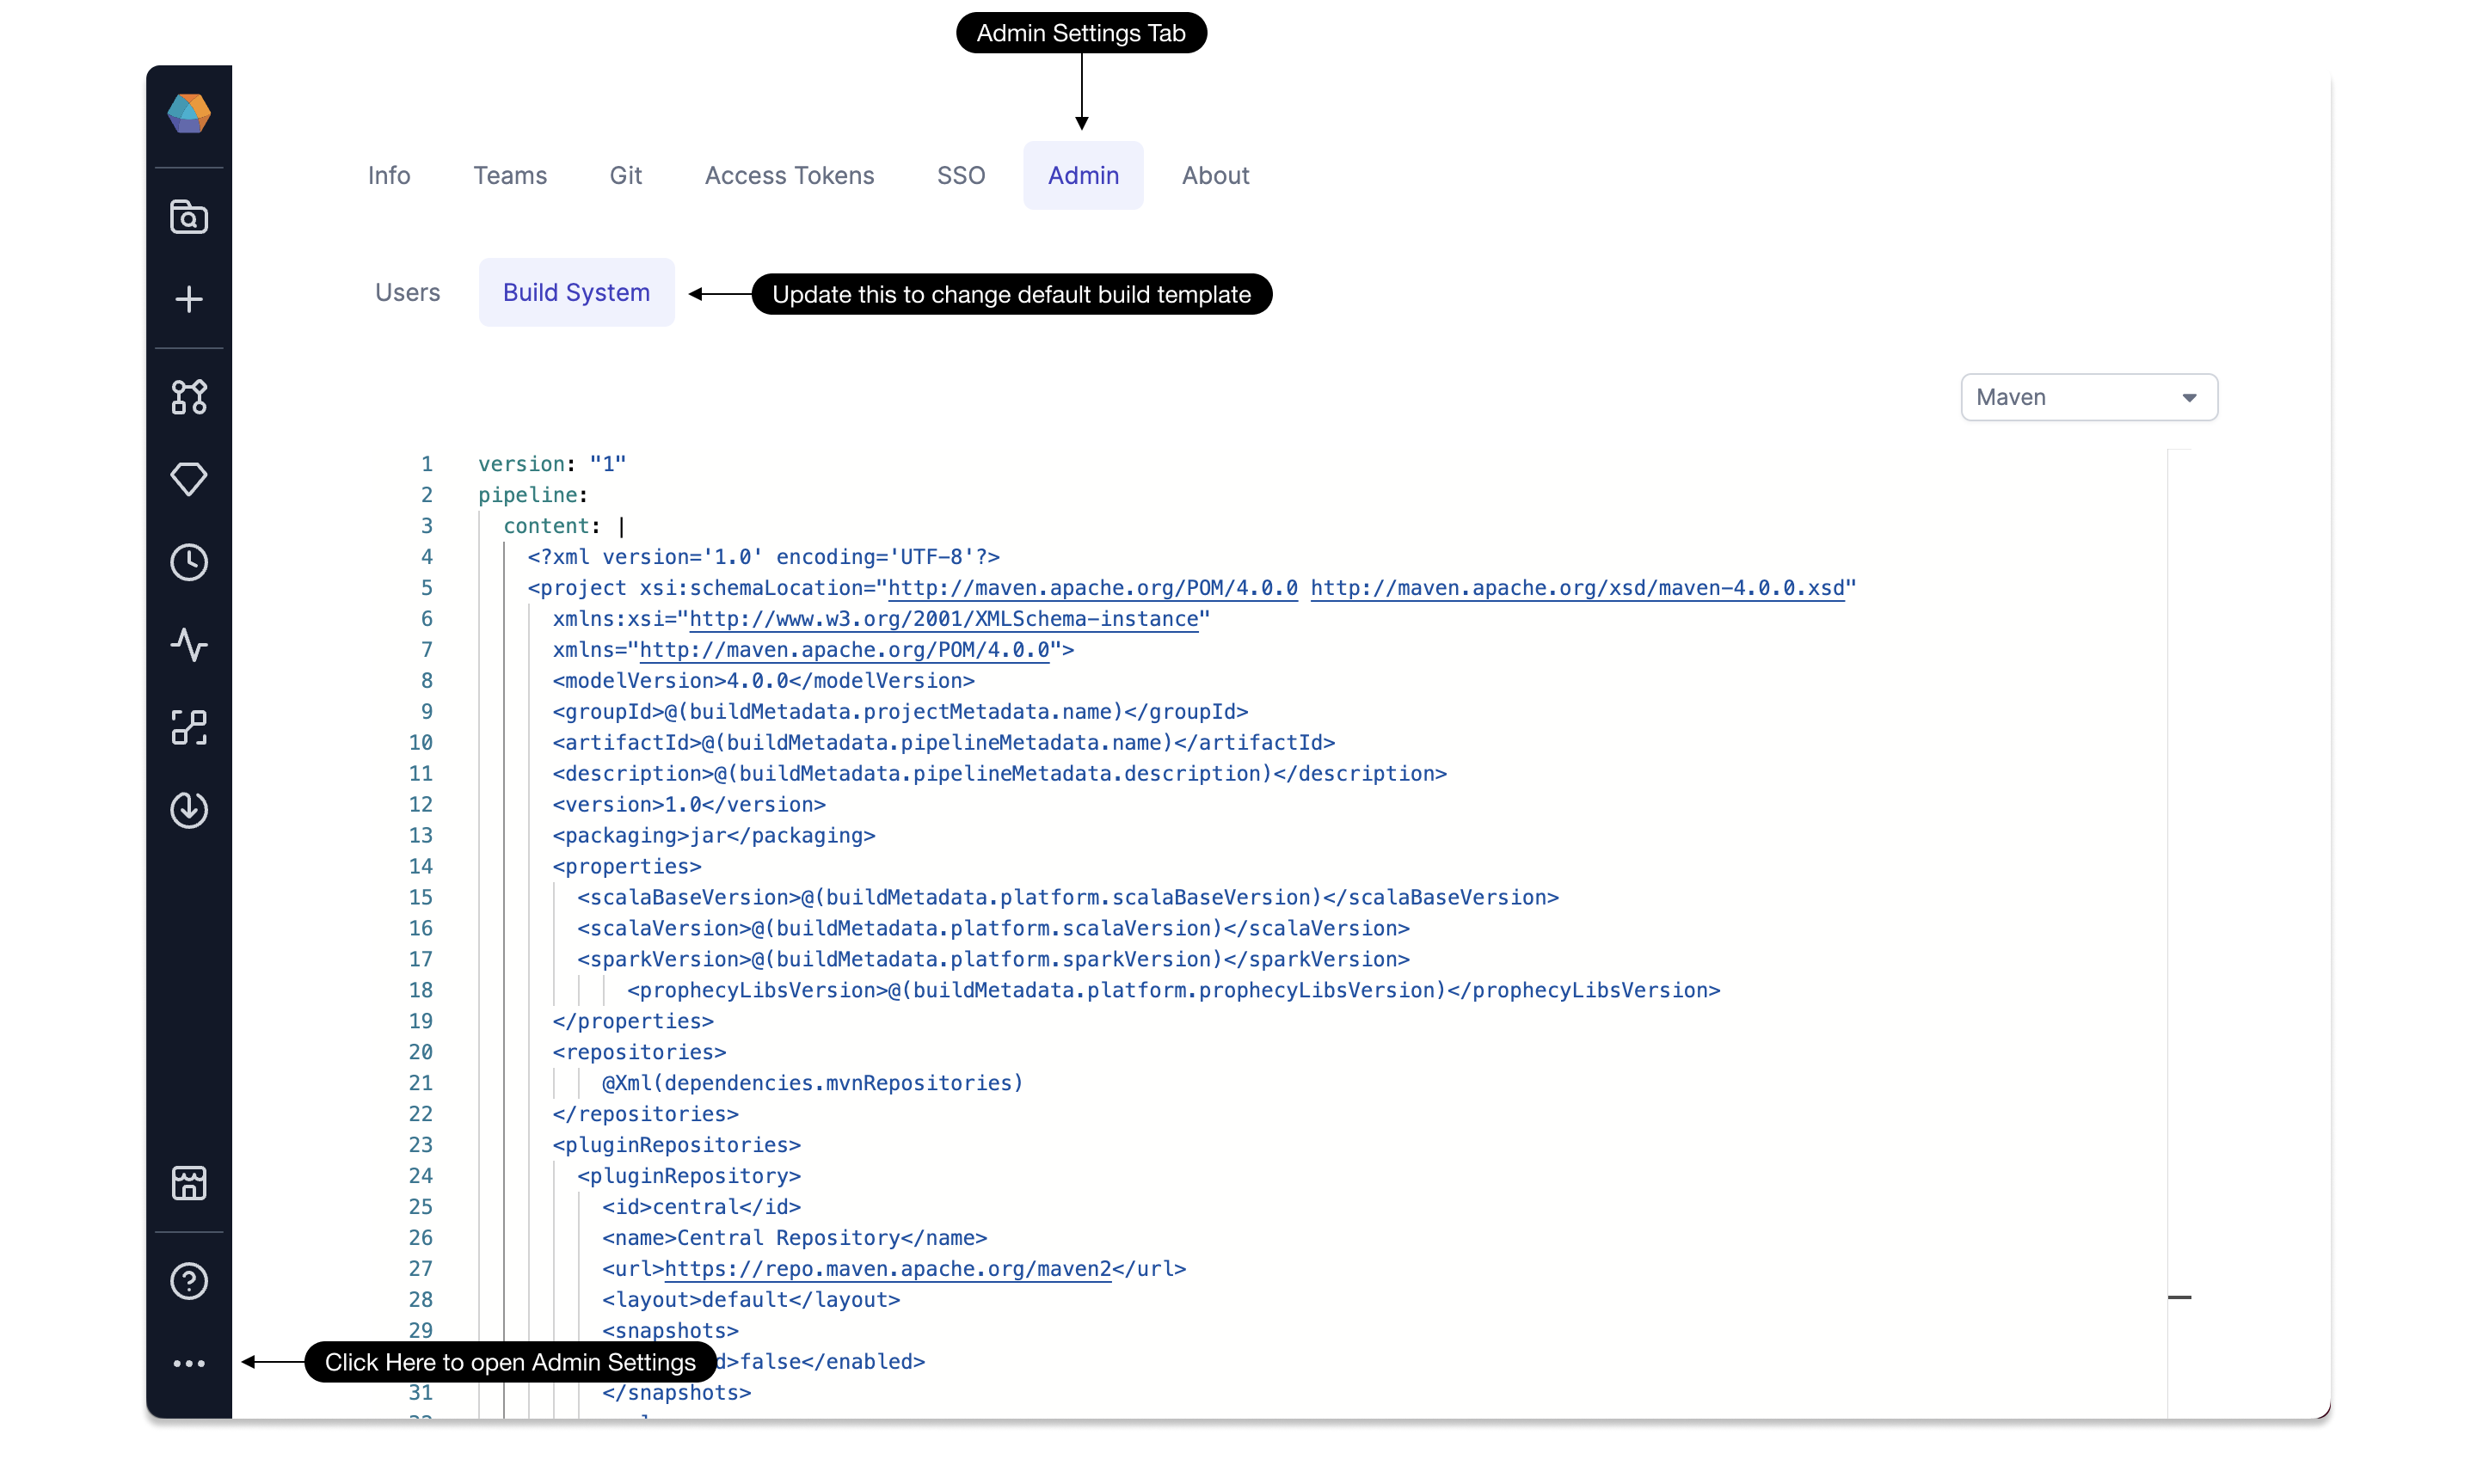 Admin Settings Tab
Info Teams Git Access Tokens SSO Admin About
Users Build System Update this to change default build template
Maven
1 version: "1"
2 pipeline:
3 content: |
4 <?xml version='1.0' encoding='UTF-8'?>
5 <project xsi:schemaLocation="http://maven.apache.org/POM/4.0.0 http://maven.apache.org/xsd/maven-4.0.0.xsd"
6 xmlns:xsi="http://www.w3.org/2001/XMLSchema-instance"
7 xmlns="http://maven.apache.org/POM/4.0.0">
8 <modelVersion>4.0.0</modelVersion>
9 <groupId>@(buildMetadata.projectMetadata.name)</groupId>
10 <artifactId>@(buildMetadata.pipelineMetadata.name)</artifactId>
11 <description>@(buildMetadata.pipelineMetadata.description)</description>
12 <version>1.0</version>
13 <packaging>jar</packaging>
14 <properties>
15 <scalaBaseVersion>@(buildMetadata.platform.scalaBaseVersion)</scalaBaseVersion>
16 <scalaVersion>@(buildMetadata.platform.scalaVersion)</scalaVersion>
17 <sparkVersion>@(buildMetadata.platform.sparkVersion)</sparkVersion>
18 <prophecyLibsVersion>@(buildMetadata.platform.prophecyLibsVersion)</prophecyLibsVersion>
19 </properties>
20 <repositories>
21 @Xml(dependencies.mvnRepositories)
22 </repositories>
23 <pluginRepositories>
24 <pluginRepository>
25 <id>central</id>
26 <name>Central Repository</name>
27 <url>https://repo.maven.apache.org/maven2</url>
28 <layout>default</layout>
29 <snapshots>
Click Here to open Admin Settings d>false</enabled>
31 </snapshots>